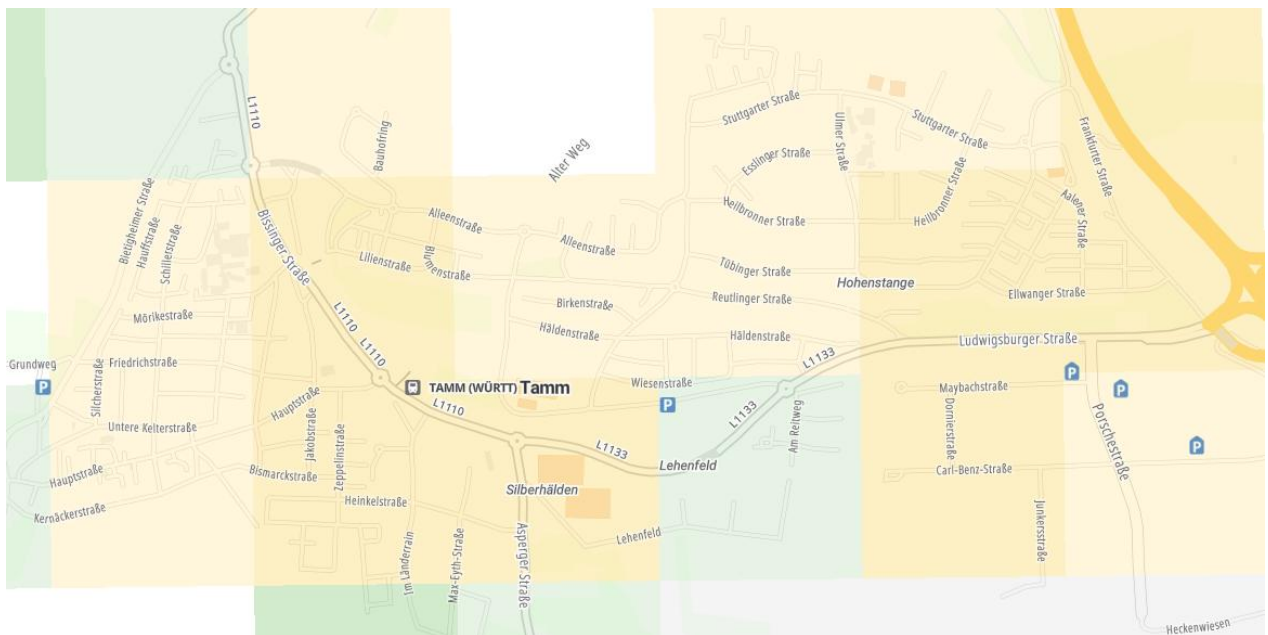 L1110
Bauhofring
Alter Weg
Stuttgarter Straße
Ulmer Straße
Stuttgarter Straße
Frankfurter Straße
Esslinger Straße
Heilbronner Straße
Heilbronner Straße
Aalener Straße
Bietigheimer Straße
Hauffstraße
Schillerstraße
Bissinger Straße
Alleenstraße
Alleenstraße
Lilienstraße
Blumenstraße
Tübinger Straße
Hohenstange
Reutlinger Straße
Ellwanger Straße
Birkenstraße
Mörikestraße
L1110
Häldenstraße
Häldenstraße
Ludwigsburger Straße
L1110
L1133
Grundweg
Friedrichstraße
P
TAMM (WÜRTT) Tamm
Wiesenstraße
P
Maybachstraße
P
P
Silcherstraße
Hauptstraße
L1110
L1133
Am Reitweg
Dornierstraße
Porschestraße
Untere Kelterstraße
Jakobstraße
Zeppelinstraße
L1133
P
Hauptstraße
Bismarckstraße
Lehenfeld
Carl-Benz-Straße
Silberhälden
Heinkelstraße
Kernäckerstraße
Asperger Straße
Lehenfeld
Junkersstraße
Im Länderrain
Max-Eyth-Straße
Heckenwiesen